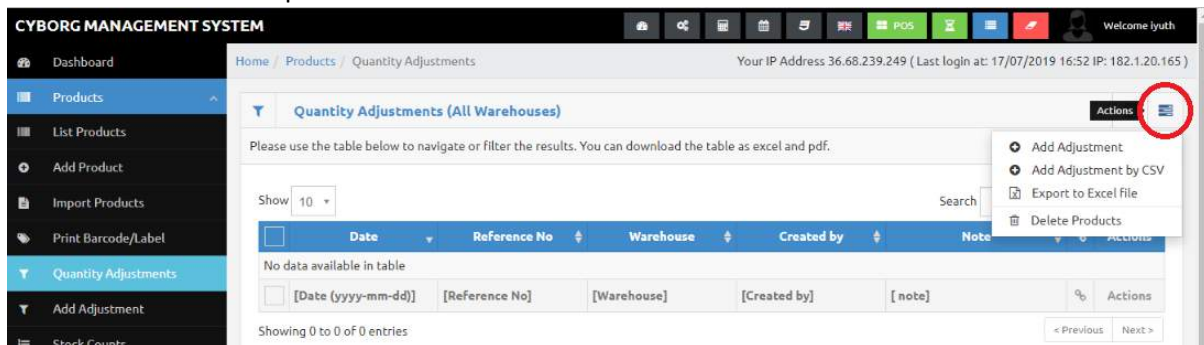 CYBORG MANAGEMENT SYSTEM
POS
Welcome iyuth
Dashboard
Home / Products / Quantity Adjustments
Your IP Address 36.68.239.249 ( Last login at: 17/07/2019 16:52 IP: 182.1.20.165 )
Products
Quantity Adjustments (All Warehouses)
Actions
List Products
Please use the table below to navigate or filter the results. You can download the table as excel and pdf.
Add Adjustment
Add Product
Add Adjustment by CSV
Import Products
Show 10
Search
Export to Excel file
Delete Products
Print Barcode/Label
Date Reference No Warehouse Created by Note Actions
Quantity Adjustments
No data available in table
[Date (yyyy-mm-dd)] [Reference No] [Warehouse] [Created by] [ note] Actions
Add Adjustment
Showing 0 to 0 of 0 entries
< Previous Next >
Stock Counts